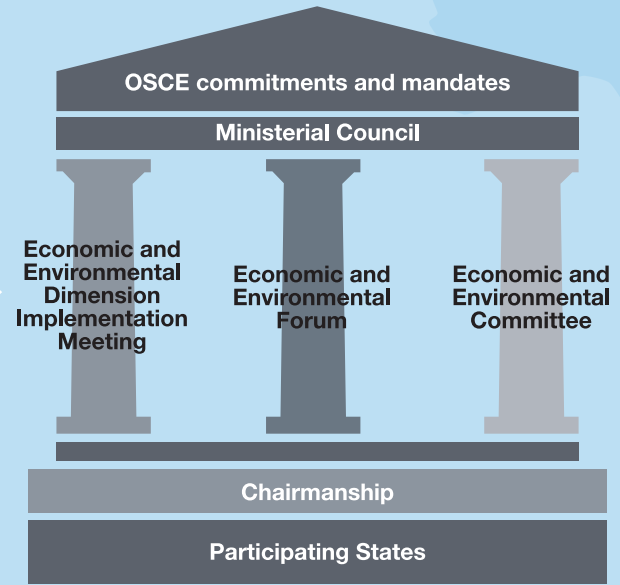 OSCE commitments and mandates
Ministerial Council
Economic and
Environmental
Dimension
Implementation
Meeting
Economic and
Environmental
Forum
Economic and
Environmental
Committee
Chairmanship
Participating States